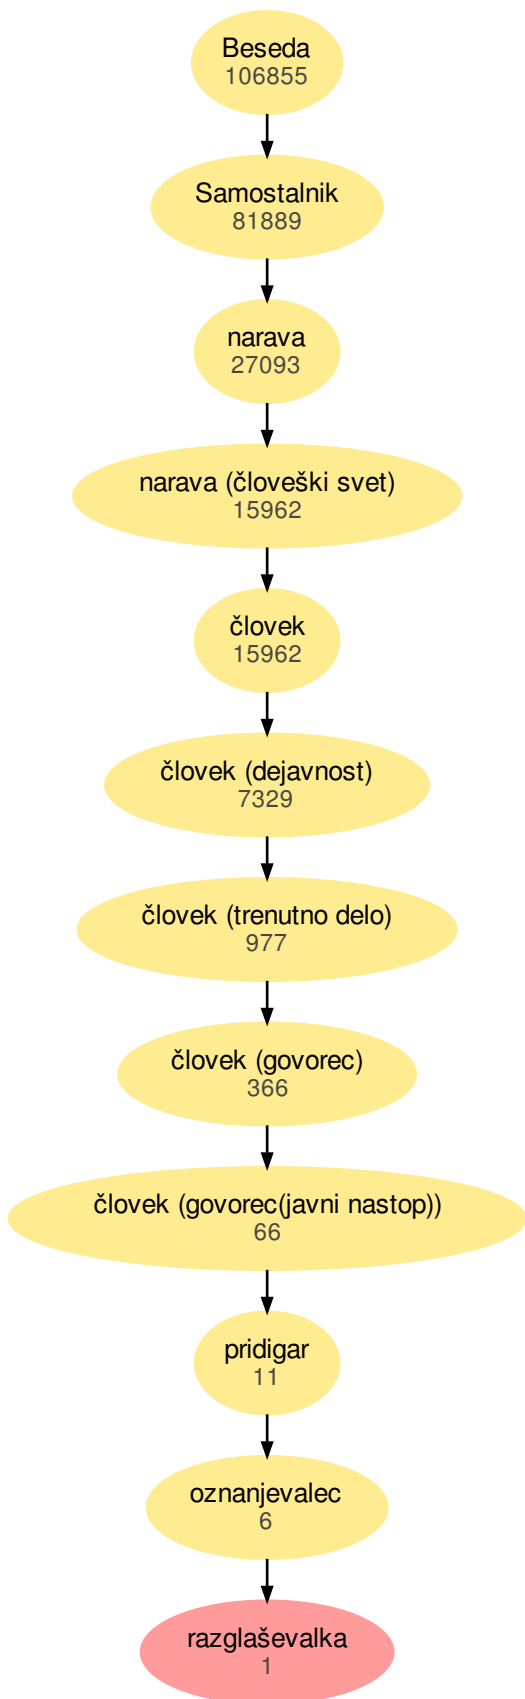 Beseda
106855
Samostalnik
81889
narava
27093
narava (človeški svet)
15962
človek
15962
človek (dejavnost)
7329
človek (trenutno delo)
977
človek (govorec)
366
človek (govorec(javni nastop))
66
pridigar
11
oznanjevalec
6
razglaševalka
1